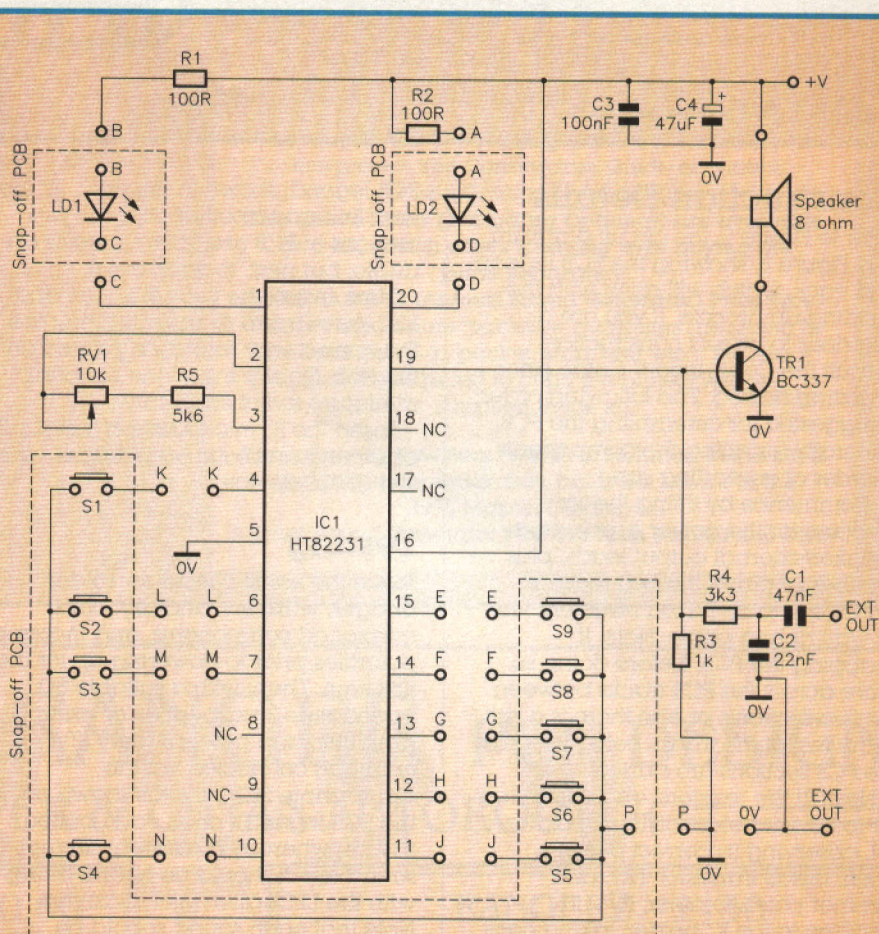 R1
100R
R2
100R
A
B
B
A
LD1
LD2
C
D
C
D
Snap-off PCB
Snap-off PCB
C3
100nF
C4
47uF
+
0V
+V
Speaker
8 ohm
TR1
BC337
0V
1
20
2
19
RV1
10k
R5
5k6
3
18
NC
17
NC
S1
K
K
4
IC1
HT82231
0V
5
16
S2
L
L
6
15
E
E
S9
S3
M
M
7
14
F
F
S8
NC
8
13
G
G
S7
NC
9
12
H
H
S6
S4
N
N
10
11
J
J
S5
Snap-off PCB
R4
3k3
C1
47nF
EXT
OUT
R3
1k
C2
22nF
0V
P
P
0V
EXT
OUT
0V